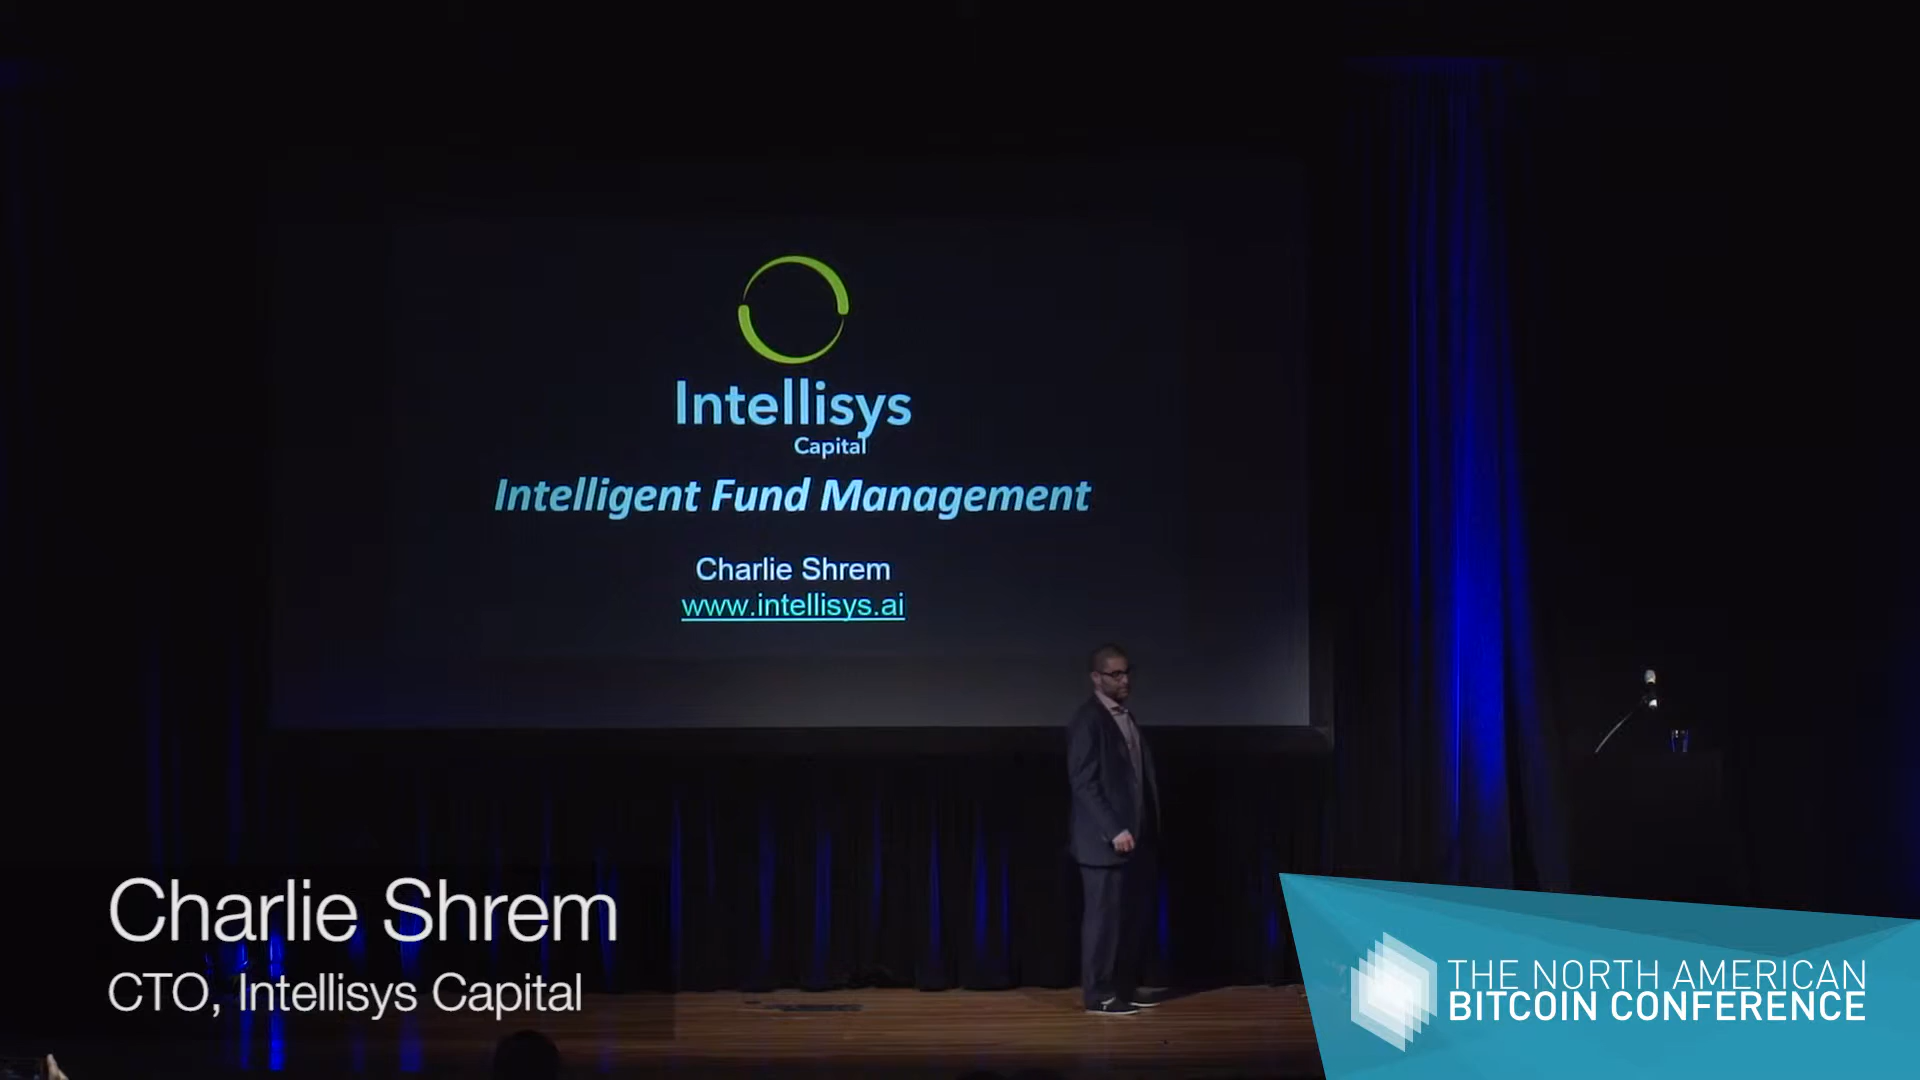 Intellisys
Capital
Intelligent Fund Management
Charlie Shrem
www.intellisys.ai
Charlie Shrem
CTO, Intellisys Capital
THE NORTH AMERICAN
BITCOIN CONFERENCE